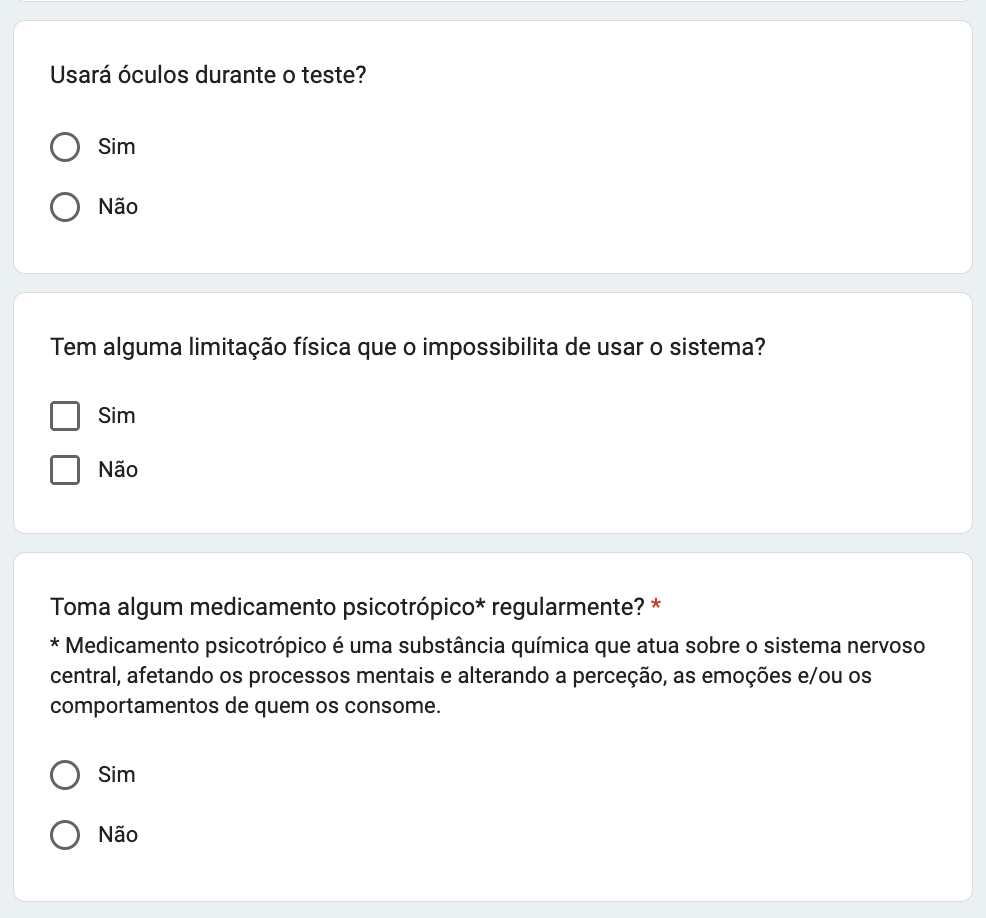 Usará óculos durante o teste?
Sim
Não
Tem alguma limitação física que o impossibilita de usar o sistema?
Sim
Não
Toma algum medicamento psicotrópico* regularmente? *
* Medicamento psicotrópico é uma substância química que atua sobre o sistema nervoso
central, afetando os processos mentais e alterando a perceção, as emoções e/ou os
comportamentos de quem os consome.
Sim
Não